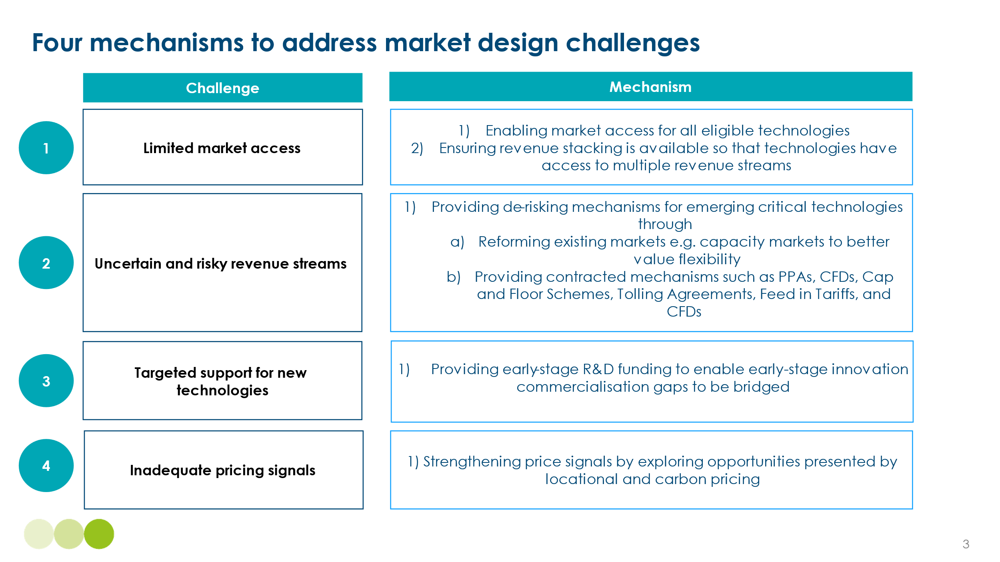 Four mechanisms to address market design challenges
Challenge
Mechanism
1
Limited market access
1) Enabling market access for all eligible technologies
2) Ensuring revenue stacking is available so that technologies have
access to multiple revenue streams
2
Uncertain and risky revenue streams
1) Providing de-risking mechanisms for emerging critical technologies
through
a) Reforming existing markets e.g. capacity markets to better
value flexibility
b) Providing contracted mechanisms such as PPAs, CFDs, Cap
and Floor Schemes, Tolling Agreements, Feed in Tariffs, and
CFDs
3
Targeted support for new
technologies
1) Providing early-stage R&D funding to enable early-stage innovation
commercialisation gaps to be bridged
4
Inadequate pricing signals
1) Strengthening price signals by exploring opportunities presented by
locational and carbon pricing
3